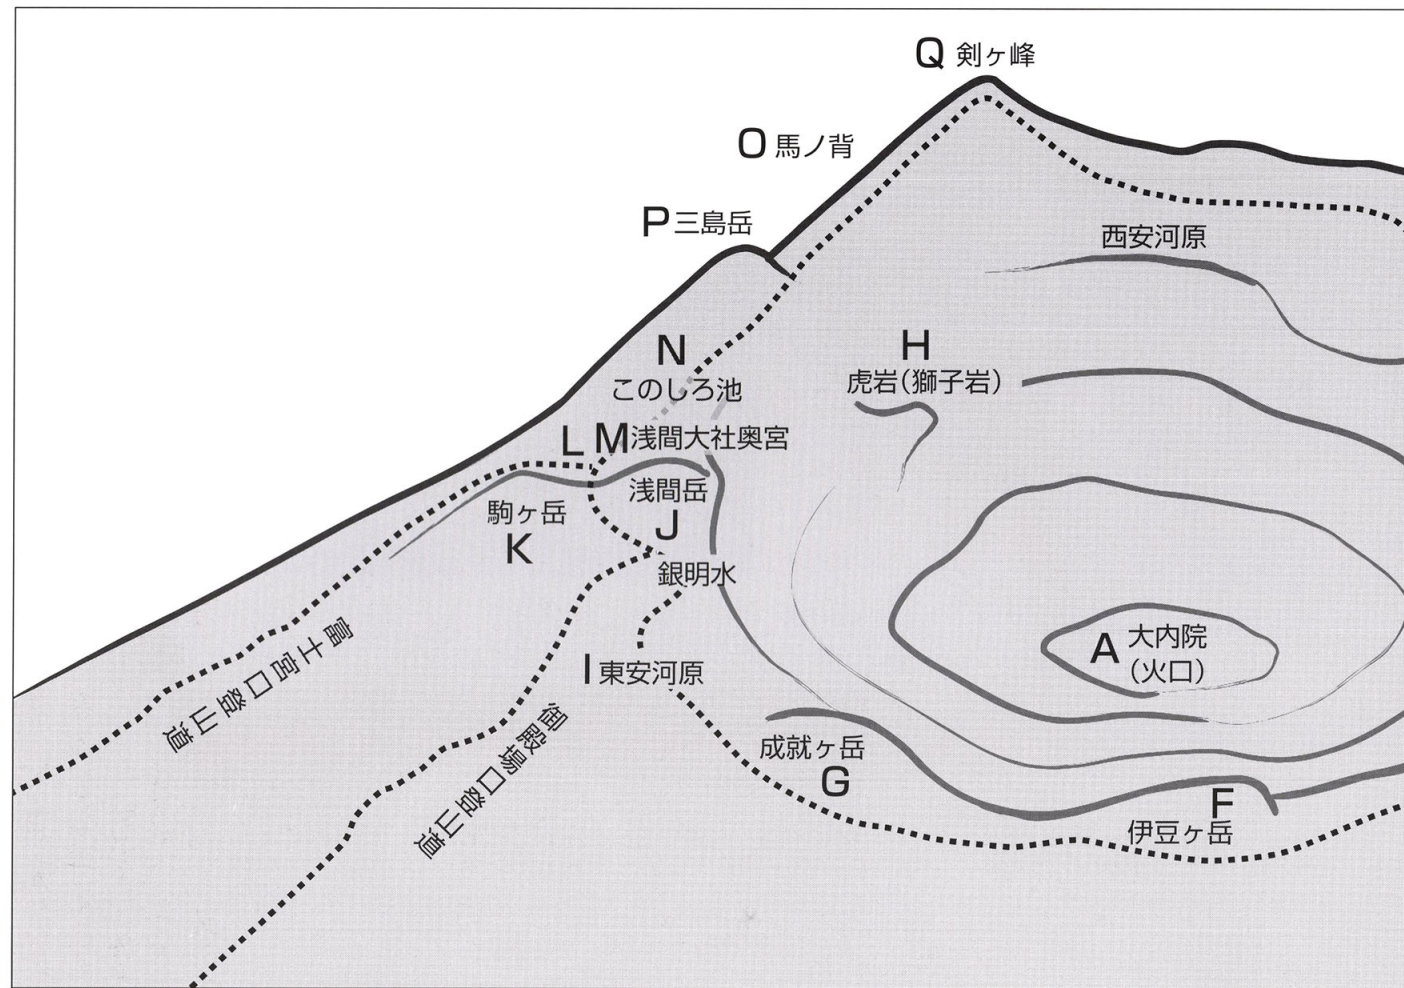 Q 剣ヶ峰
O 馬ノ背
P 三島岳
西安河原
N
このしろ池
H
虎岩(獅子岩)
L M 浅間大社奥宮
浅間岳
J
駒ヶ岳
K
銀明水
A 大内院
(火口)
I 東安河原
富士宮口登山道
御殿場口登山道
成就ヶ岳
G
F
伊豆ヶ岳